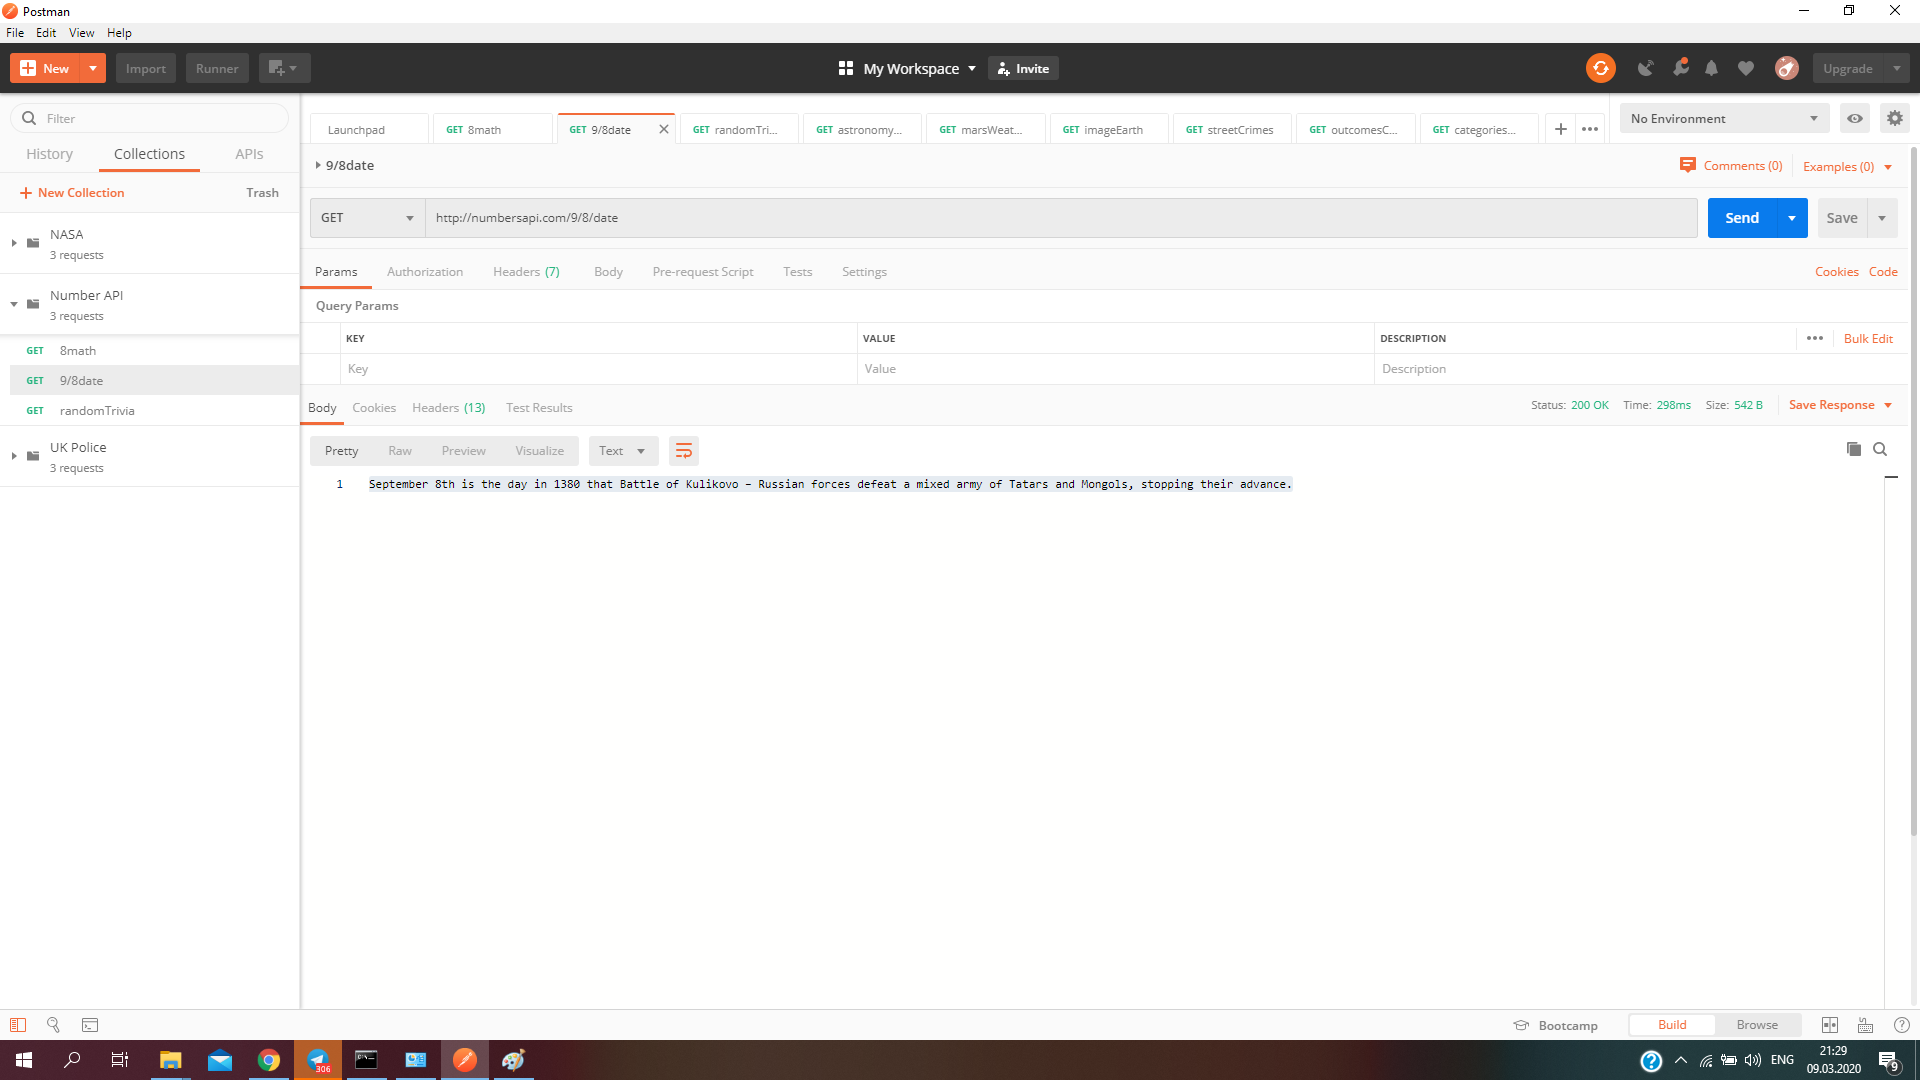 Postman
File Edit View Help
New Import Runner My Workspace Invite Upgrade
Filter
History Collections APIs
New Collection Trash
NASA
3 requests
Number API
3 requests
GET 8math
GET 9/8date
GET randomTrivia
UK Police
3 requests
Launchpad GET 8math GET 9/8date GET randomTri... GET astronomy... GET marsWeat... GET imageEarth GET streetCrimes GET outcomesC... GET categories... No Environment
9/8date Comments (0) Examples (0)
GET http://numbersapi.com/9/8/date Send Save
Params Authorization Headers (7) Body Pre-request Script Tests Settings Cookies Code
Query Params
KEY VALUE DESCRIPTION Bulk Edit
Key Value Description
Body Cookies Headers (13) Test Results Status: 200 OK Time: 298ms Size: 542 B Save Response
Pretty Raw Preview Visualize Text
1 September 8th is the day in 1380 that Battle of Kulikovo – Russian forces defeat a mixed army of Tatars and Mongols, stopping their advance.
Bootcamp Build Browse
306 ENG 21:29
09.03.2020 9